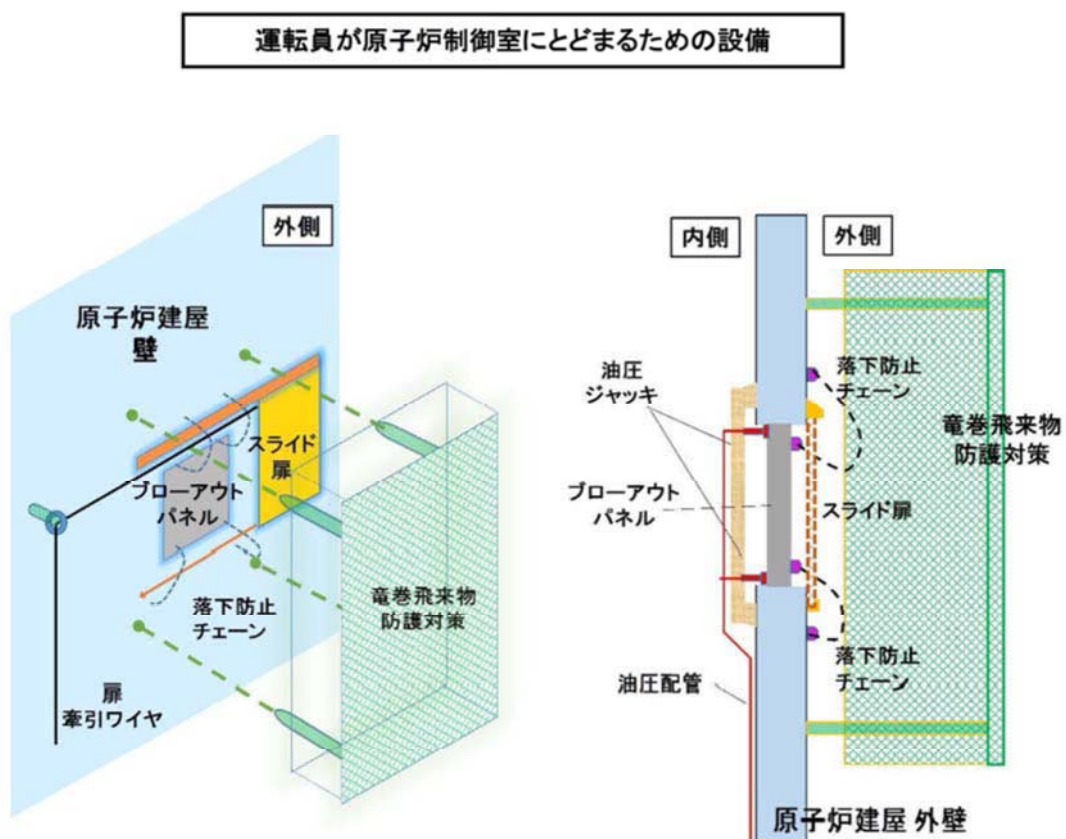 運転員が原子炉制御室にとどまるための設備
外側
原子炉建屋
壁
スライド
扉
ブローアウト
パネル
竜巻飛来物
防護対策
落下防止
チェーン
扉
牽引ワイヤ
内側
外側
油圧
ジャッキ
落下防止
チェーン
竜巻飛来物
防護対策
ブローアウト
パネル
スライド扉
落下防止
チェーン
油圧配管
原子炉建屋 外壁